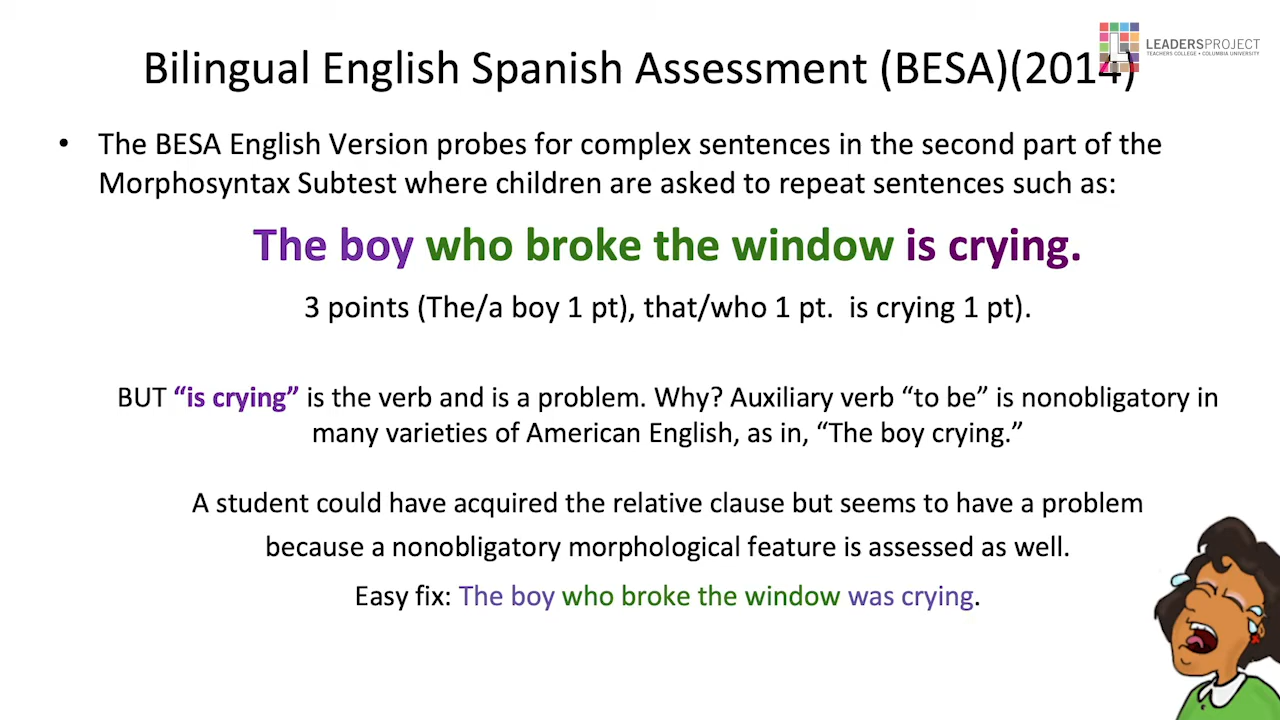 LEADERSPROJECT
TEACHERS COLLEGE • COLUMBIA UNIVERSITY
Bilingual English Spanish Assessment (BESA)(2014)
• The BESA English Version probes for complex sentences in the second part of the
Morphosyntax Subtest where children are asked to repeat sentences such as:
The boy who broke the window is crying.
3 points (The/a boy 1 pt), that/who 1 pt.  is crying 1 pt).
BUT “is crying” is the verb and is a problem. Why? Auxiliary verb “to be” is nonobligatory in
many varieties of American English, as in, “The boy crying.”
A student could have acquired the relative clause but seems to have a problem
because a nonobligatory morphological feature is assessed as well.
Easy fix: The boy who broke the window was crying.